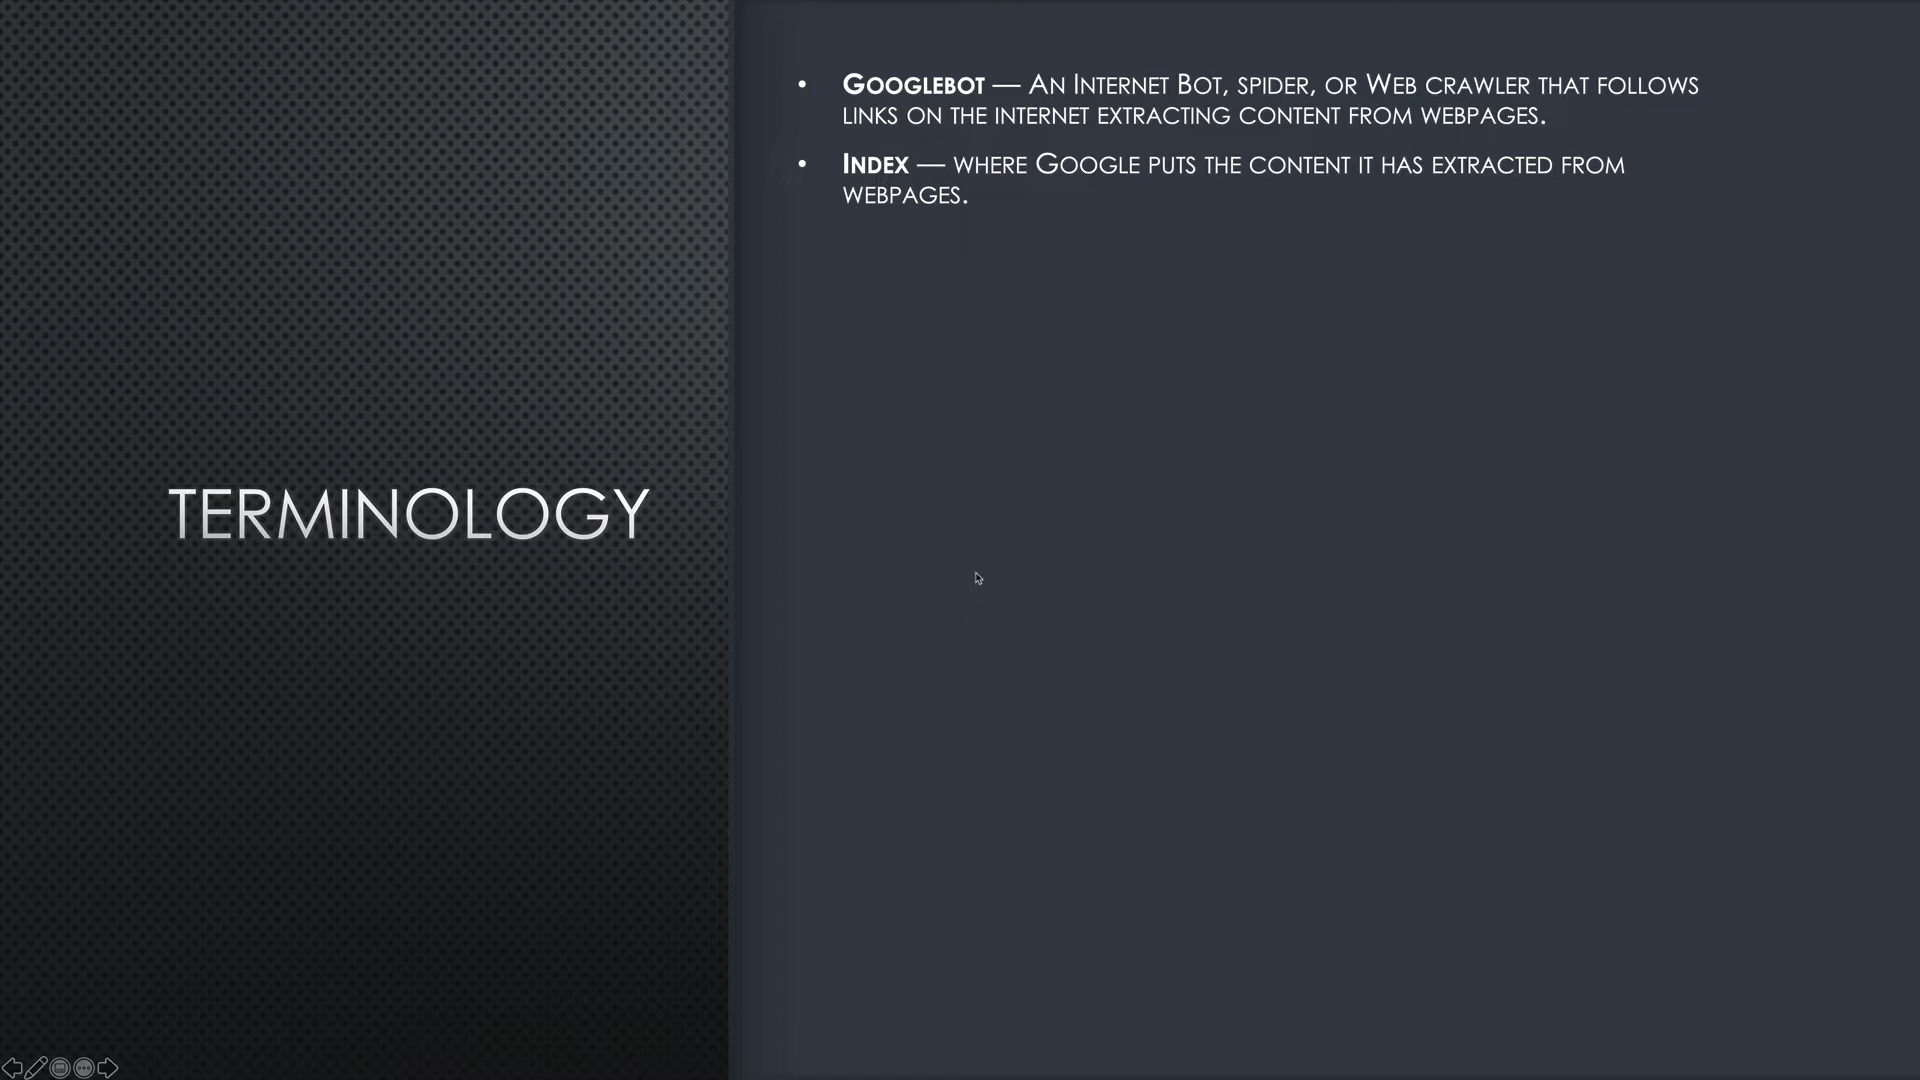 TERMINOLOGY
• Googlebot — An Internet Bot, spider, or Web crawler that follows
links on the internet extracting content from webpages.
• Index — where Google puts the content it has extracted from
webpages.